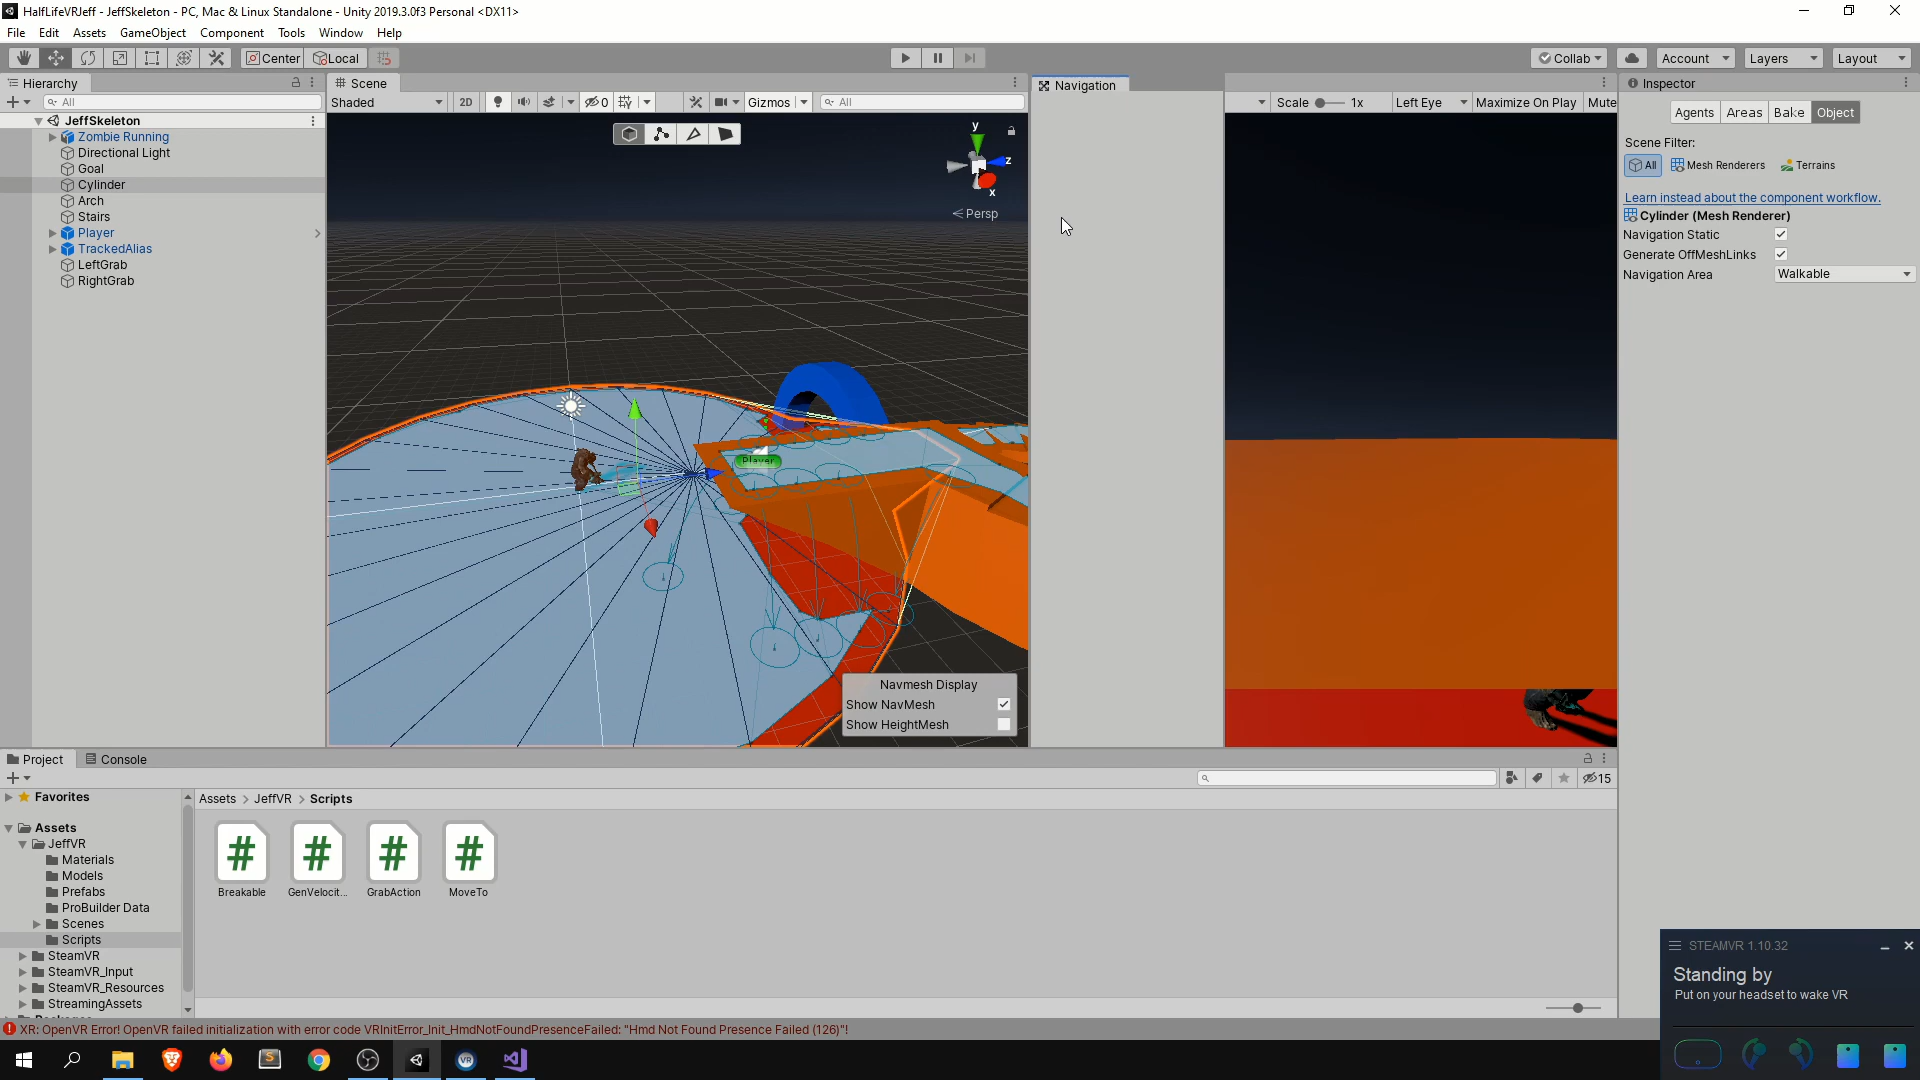 HalfLifeVRJeff - JeffSkeleton - PC, Mac & Linux Standalone - Unity 2019.3.0f3 Personal <DX11>
File Edit Assets GameObject Component Tools Window Help
Center Local Collab Account Layers Layout
Hierarchy
All
JeffSkeleton
Zombie Running
Directional Light
Goal
Cylinder
Arch
Stairs
Player
TrackedAlias
LeftGrab
RightGrab
Scene
Shaded 2D 0 Gizmos All
y
z
x
Persp
Player
Navmesh Display
Show NavMesh
Show HeightMesh
Navigation
Scale 1x Left Eye Maximize On Play Mute
Inspector
Agents Areas Bake Object
Scene Filter:
All Mesh Renderers Terrains
Learn instead about the component workflow.
Cylinder (Mesh Renderer)
Navigation Static
Generate OffMeshLinks
Navigation Area Walkable
Project Console
15
Favorites
Assets
JeffVR
Materials
Models
Prefabs
ProBuilder Data
Scenes
Scripts
SteamVR
SteamVR_Input
SteamVR_Resources
StreamingAssets
Assets > JeffVR > Scripts
# # # #
Breakable GenVelocit... GrabAction MoveTo
XR: OpenVR Error! OpenVR failed initialization with error code VRInitError_Init_HmdNotFoundPresenceFailed: "Hmd Not Found Presence Failed (126)"!
STEAMVR 1.10.32
Standing by
Put on your headset to wake VR
S
VR